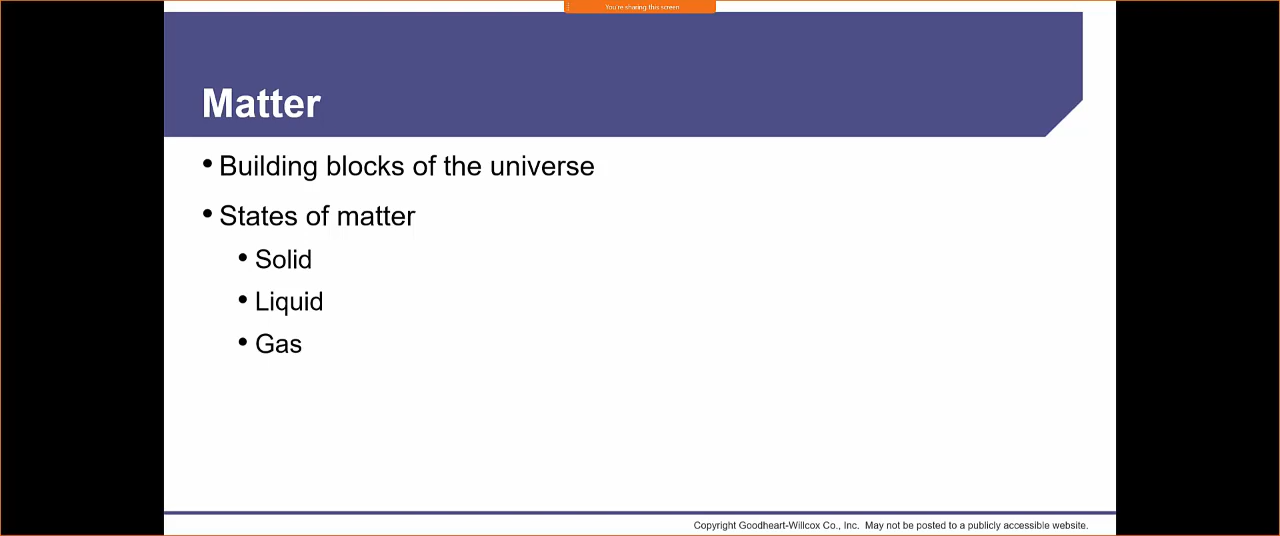 You're sharing this screen
Matter
• Building blocks of the universe
• States of matter
• Solid
• Liquid
• Gas
Copyright Goodheart-Willcox Co., Inc.  May not be posted to a publicly accessible website.